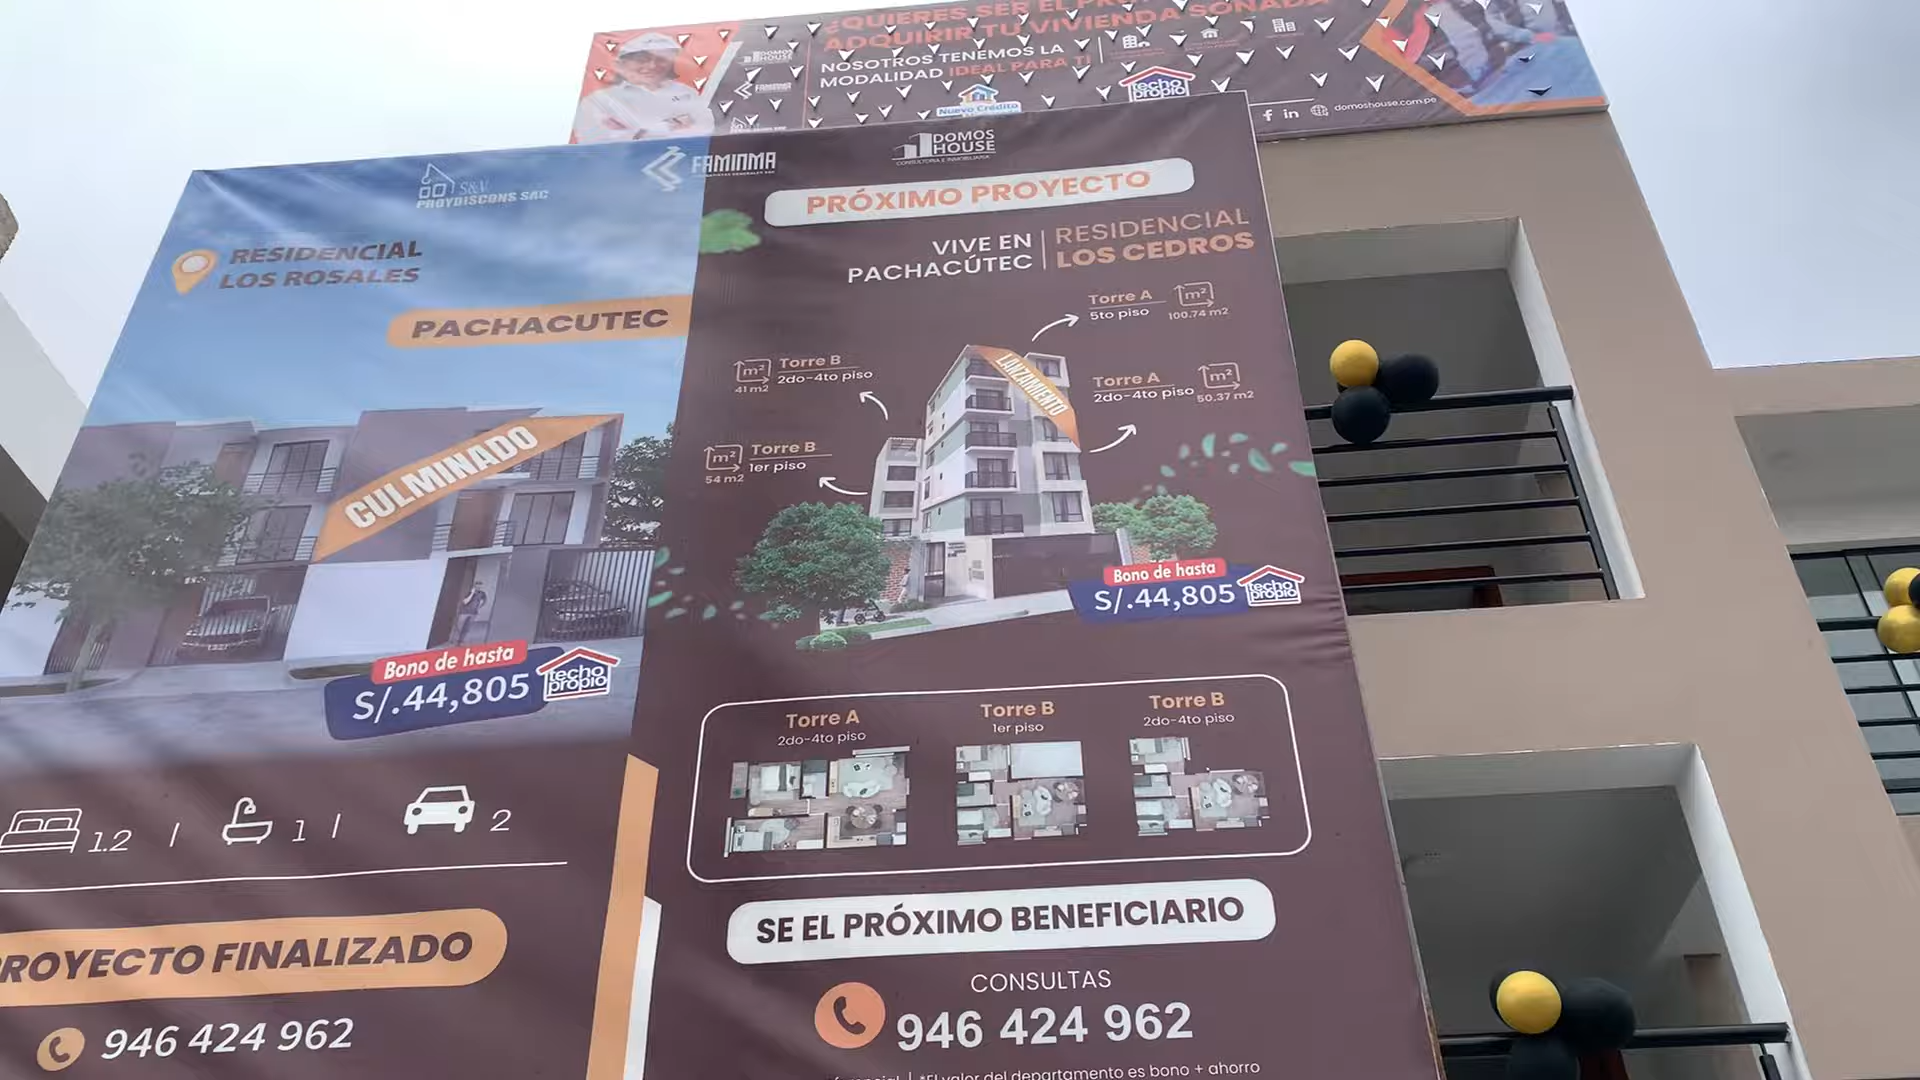 ¿QUIERES SER EL
ADQUIRIR TU VIVIENDA SOÑADA
NOSOTROS TENEMOS LA
MODALIDAD IDEAL PARA TI
DOMOS
HOUSE
FAMINMA
Nuevo Crédito
techo
propio
f in domoshouse.com.pe
S&V
PROYDISCONS SAC
FAMINMA
RESIDENCIAL
LOS ROSALES
PACHACUTEC
CULMINADO
Bono de hasta
S/.44,805
techo
propio
1.2 | 1 | 2
PROYECTO FINALIZADO
946 424 962
DOMOS
HOUSE
CONSULTORIA E INMOBILIARIA
PRÓXIMO PROYECTO
VIVE EN
PACHACÚTEC
RESIDENCIAL
LOS CEDROS
Torre A
5to piso
m²
100.74 m2
Torre B
2do-4to piso
m²
41 m2
LANZAMIENTO
Torre A
2do-4to piso
m²
50.37 m2
Torre B
1er piso
m²
54 m2
Bono de hasta
S/.44,805
techo
propio
Torre A
2do-4to piso
Torre B
1er piso
Torre B
2do-4to piso
SE EL PRÓXIMO BENEFICIARIO
CONSULTAS
946 424 962
| *El valor del departamento es bono + ahorro